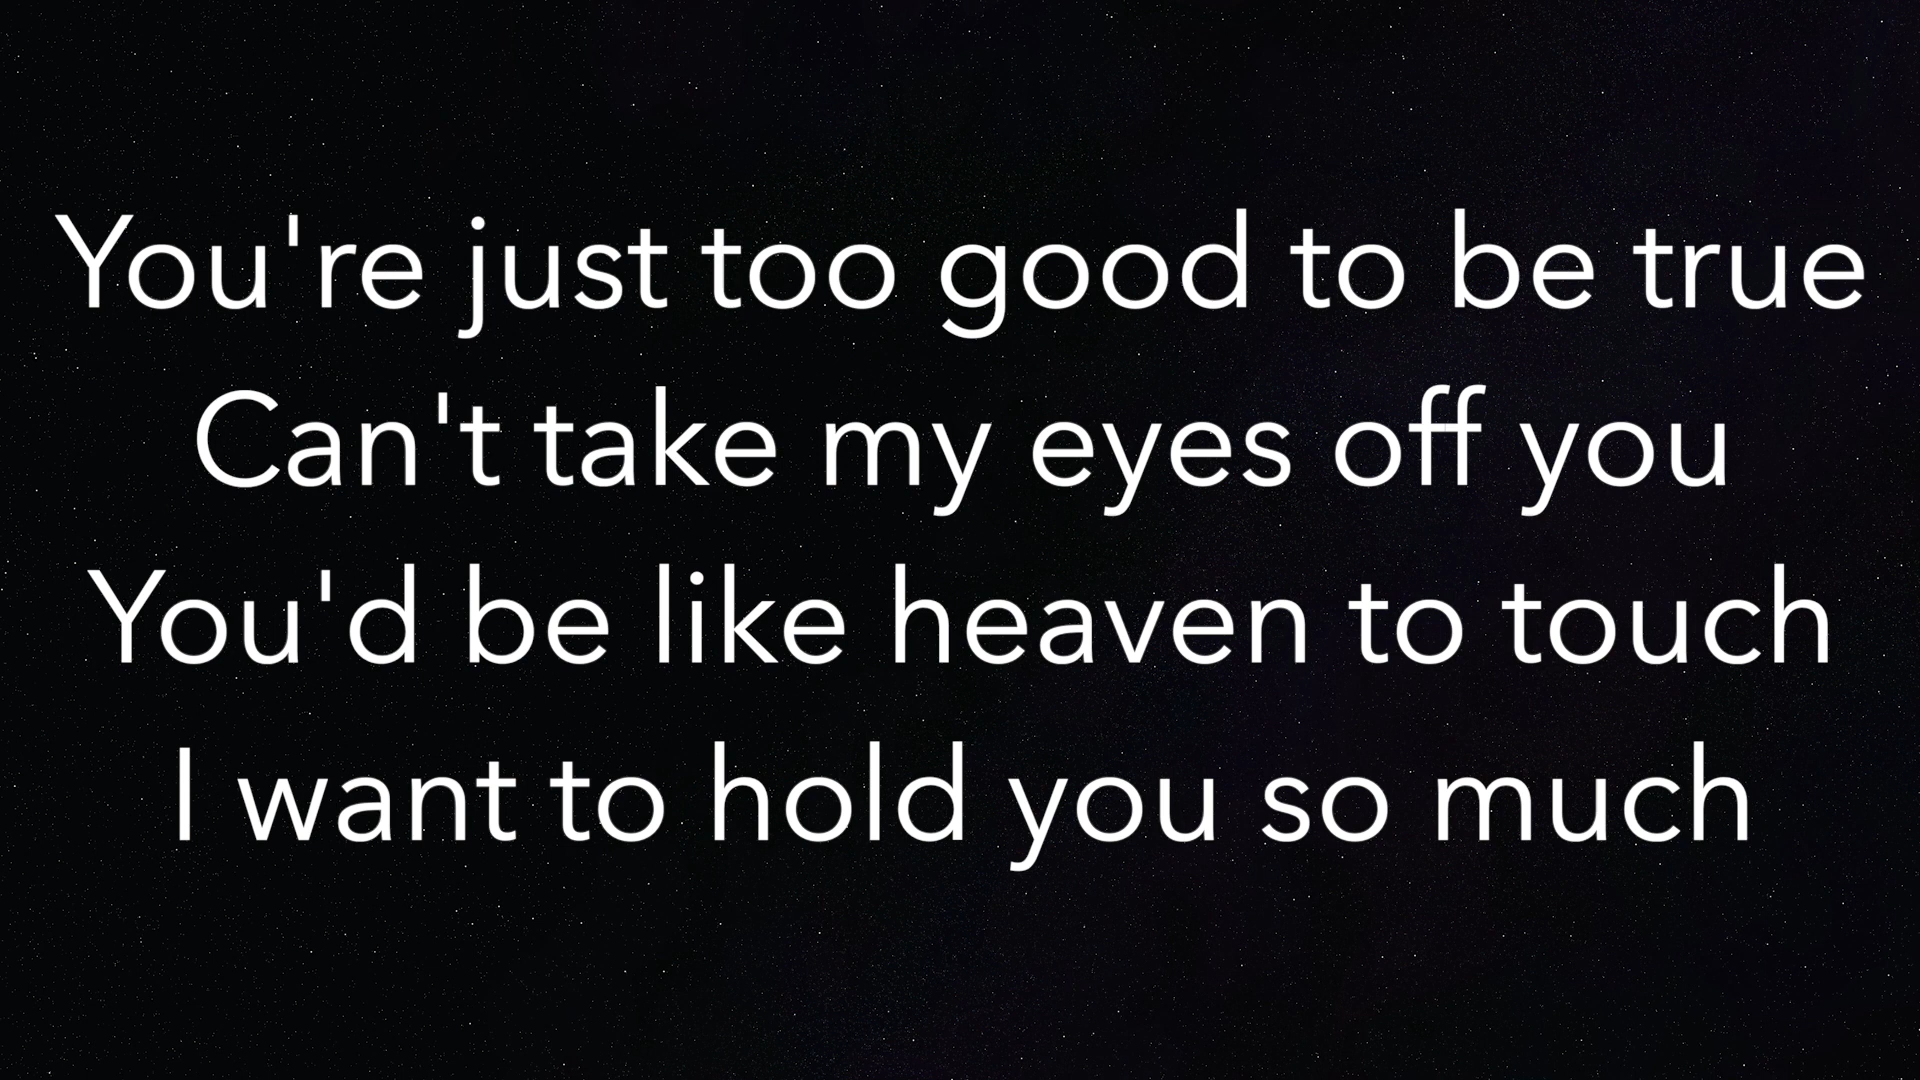 You're just too good to be true
Can't take my eyes off you
You'd be like heaven to touch
I want to hold you so much